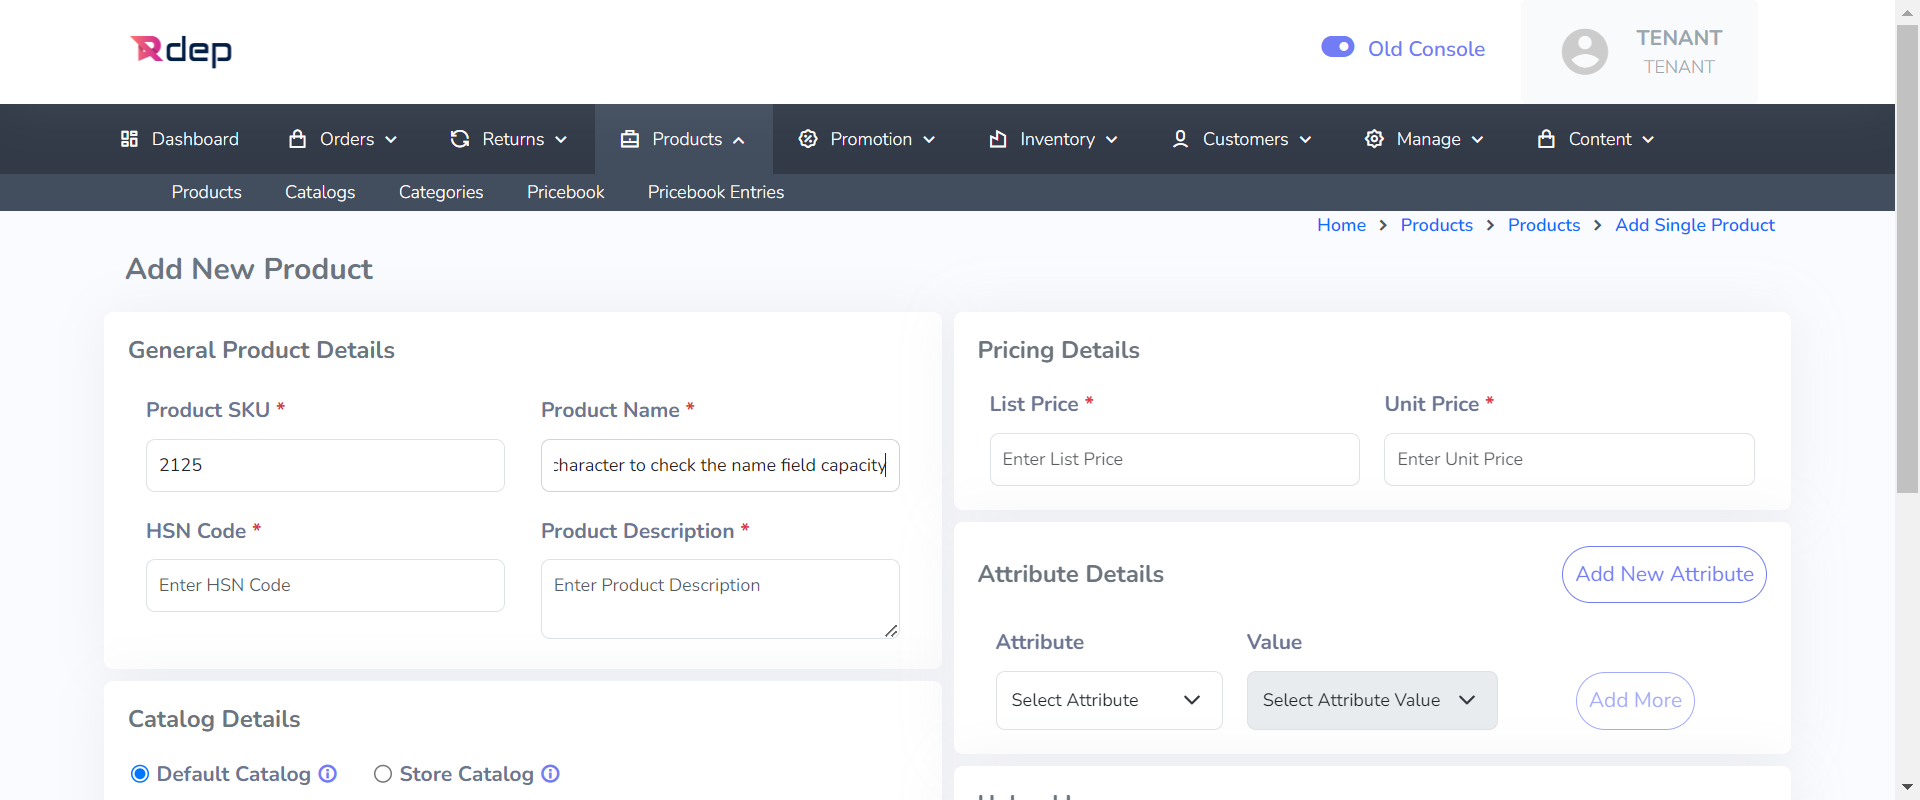 Rdep
Old Console
TENANT
TENANT
Dashboard Orders Returns Products Promotion Inventory Customers Manage Content
Products Catalogs Categories Pricebook Pricebook Entries
Home > Products > Products > Add Single Product
Add New Product
General Product Details
Product SKU * Product Name *
2125 character to check the name field capacity
HSN Code * Product Description *
Enter HSN Code Enter Product Description
Catalog Details
Default Catalog Store Catalog
Pricing Details
List Price * Unit Price *
Enter List Price Enter Unit Price
Attribute Details Add New Attribute
Attribute Value
Select Attribute Select Attribute Value Add More